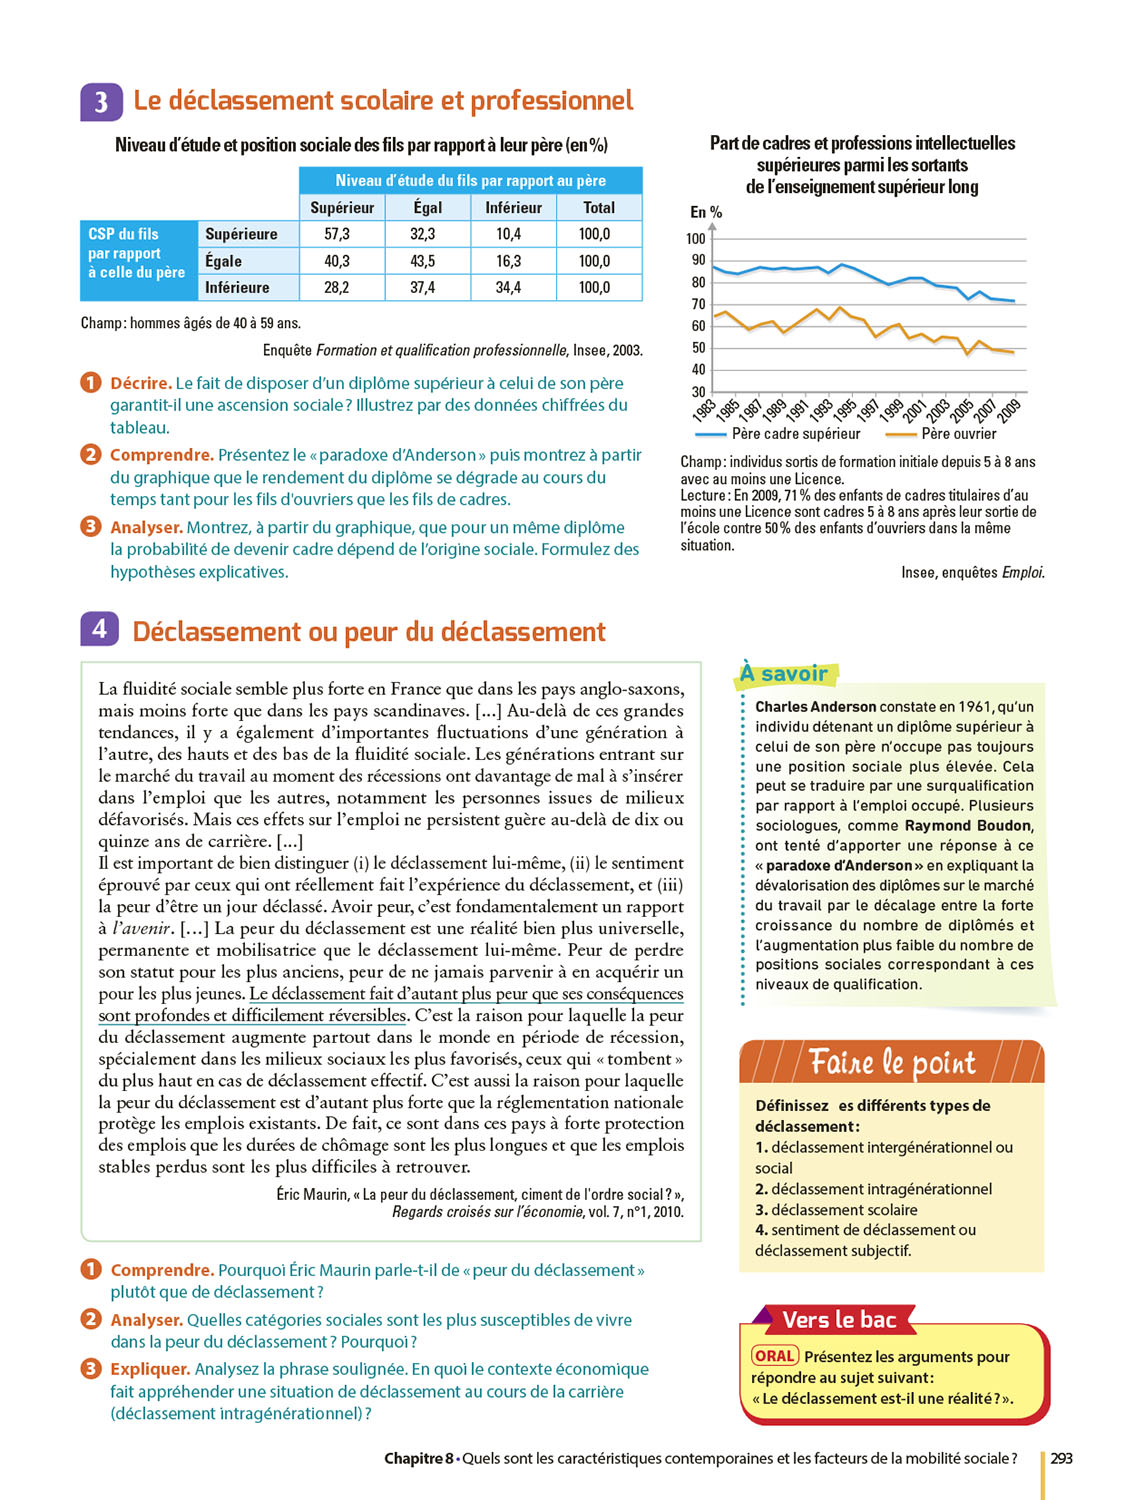 3 Le déclassement scolaire et professionnel
Niveau d'étude et position sociale des fils par rapport à leur père (en %)
Niveau d'étude du fils par rapport au père
Supérieur Égal Inférieur Total
CSP du fils
par rapport
à celle du père
Supérieure 57,3 32,3 10,4 100,0
Égale 40,3 43,5 16,3 100,0
Inférieure 28,2 37,4 34,4 100,0
Champ : hommes âgés de 40 à 59 ans.
Enquête Formation et qualification professionnelle, Insee, 2003.
1 Décrire. Le fait de disposer d'un diplôme supérieur à celui de son père
garantit-il une ascension sociale ? Illustrez par des données chiffrées du
tableau.
2 Comprendre. Présentez le « paradoxe d'Anderson » puis montrez à partir
du graphique que le rendement du diplôme se dégrade au cours du
temps tant pour les fils d'ouvriers que les fils de cadres.
3 Analyser. Montrez, à partir du graphique, que pour un même diplôme
la probabilité de devenir cadre dépend de l'origine sociale. Formulez des
hypothèses explicatives.
Part de cadres et professions intellectuelles
supérieures parmi les sortants
de l'enseignement supérieur long
En %
100
90
80
70
60
50
40
30
1983 1985 1987 1989 1991 1993 1995 1997 1999 2001 2003 2005 2007 2009
Père cadre supérieur Père ouvrier
Champ : individus sortis de formation initiale depuis 5 à 8 ans
avec au moins une Licence.
Lecture : En 2009, 71 % des enfants de cadres titulaires d'au
moins une Licence sont cadres 5 à 8 ans après leur sortie de
l'école contre 50 % des enfants d'ouvriers dans la même
situation.
Insee, enquêtes Emploi.
4 Déclassement ou peur du déclassement
La fluidité sociale semble plus forte en France que dans les pays anglo-saxons,
mais moins forte que dans les pays scandinaves. [...] Au-delà de ces grandes
tendances, il y a également d'importantes fluctuations d'une génération à
l'autre, des hauts et des bas de la fluidité sociale. Les générations entrant sur
le marché du travail au moment des récessions ont davantage de mal à s'insérer
dans l'emploi que les autres, notamment les personnes issues de milieux
défavorisés. Mais ces effets sur l'emploi ne persistent guère au-delà de dix ou
quinze ans de carrière. [...]
Il est important de bien distinguer (i) le déclassement lui-même, (ii) le sentiment
éprouvé par ceux qui ont réellement fait l'expérience du déclassement, et (iii)
la peur d'être un jour déclassé. Avoir peur, c'est fondamentalement un rapport
à l'avenir. [...] La peur du déclassement est une réalité bien plus universelle,
permanente et mobilisatrice que le déclassement lui-même. Peur de perdre
son statut pour les plus anciens, peur de ne jamais parvenir à en acquérir un
pour les plus jeunes. Le déclassement fait d'autant plus peur que ses conséquences
sont profondes et difficilement réversibles. C'est la raison pour laquelle la peur
du déclassement augmente partout dans le monde en période de récession,
spécialement dans les milieux sociaux les plus favorisés, ceux qui « tombent »
du plus haut en cas de déclassement effectif. C'est aussi la raison pour laquelle
la peur du déclassement est d'autant plus forte que la réglementation nationale
protège les emplois existants. De fait, ce sont dans ces pays à forte protection
des emplois que les durées de chômage sont les plus longues et que les emplois
stables perdus sont les plus difficiles à retrouver.
Éric Maurin, « La peur du déclassement, ciment de l'ordre social ? »,
Regards croisés sur l'économie, vol. 7, n°1, 2010.
1 Comprendre. Pourquoi Éric Maurin parle-t-il de « peur du déclassement »
plutôt que de déclassement ?
2 Analyser. Quelles catégories sociales sont les plus susceptibles de vivre
dans la peur du déclassement ? Pourquoi ?
3 Expliquer. Analysez la phrase soulignée. En quoi le contexte économique
fait appréhender une situation de déclassement au cours de la carrière
(déclassement intragénérationnel) ?
À savoir
Charles Anderson constate en 1961, qu'un
individu détenant un diplôme supérieur à
celui de son père n'occupe pas toujours
une position sociale plus élevée. Cela
peut se traduire par une surqualification
par rapport à l'emploi occupé. Plusieurs
sociologues, comme Raymond Boudon,
ont tenté d'apporter une réponse à ce
« paradoxe d'Anderson » en expliquant la
dévalorisation des diplômes sur le marché
du travail par le décalage entre la forte
croissance du nombre de diplômés et
l'augmentation plus faible du nombre de
positions sociales correspondant à ces
niveaux de qualification.
Faire le point
Définissez es différents types de
déclassement :
1. déclassement intergénérationnel ou
social
2. déclassement intragénérationnel
3. déclassement scolaire
4. sentiment de déclassement ou
déclassement subjectif.
Vers le bac
ORAL Présentez les arguments pour
répondre au sujet suivant :
« Le déclassement est-il une réalité ? ».
Chapitre 8 • Quels sont les caractéristiques contemporaines et les facteurs de la mobilité sociale ? 293